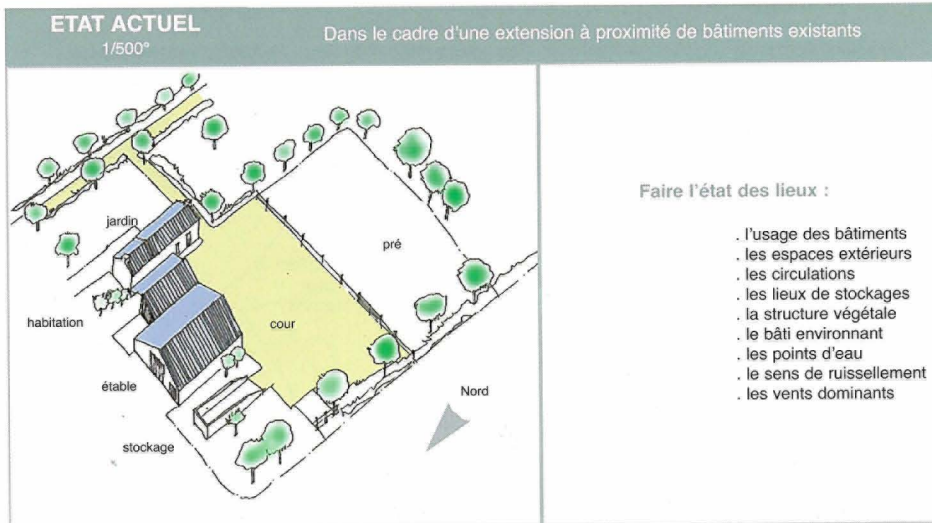 ETAT ACTUEL
1/500°
Dans le cadre d'une extension à proximité de bâtiments existants
jardin
pré
habitation
cour
étable
Nord
stockage
Faire l'état des lieux :
. l'usage des bâtiments
. les espaces extérieurs
. les circulations
. les lieux de stockages
. la structure végétale
. le bâti environnant
. les points d'eau
. le sens de ruissellement
. les vents dominants